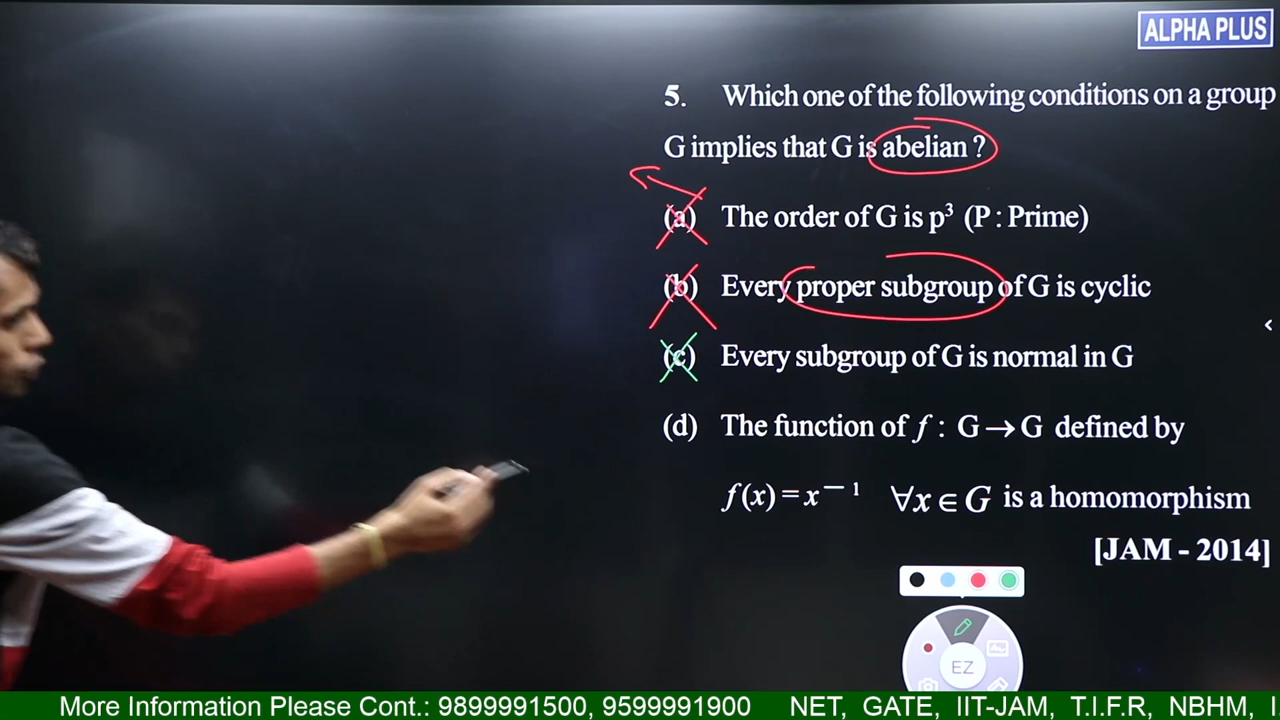 ALPHA PLUS
5. Which one of the following conditions on a group
G implies that G is abelian ?
(a) The order of G is p³ (P : Prime)
(b) Every proper subgroup of G is cyclic
(c) Every subgroup of G is normal in G
(d) The function of f : G → G defined by
f(x) = x⁻¹ ∀x ∈ G is a homomorphism
[JAM - 2014]
EZ
More Information Please Cont.: 9899991500, 9599991900 NET, GATE, IIT-JAM, T.I.F.R, NBHM, I